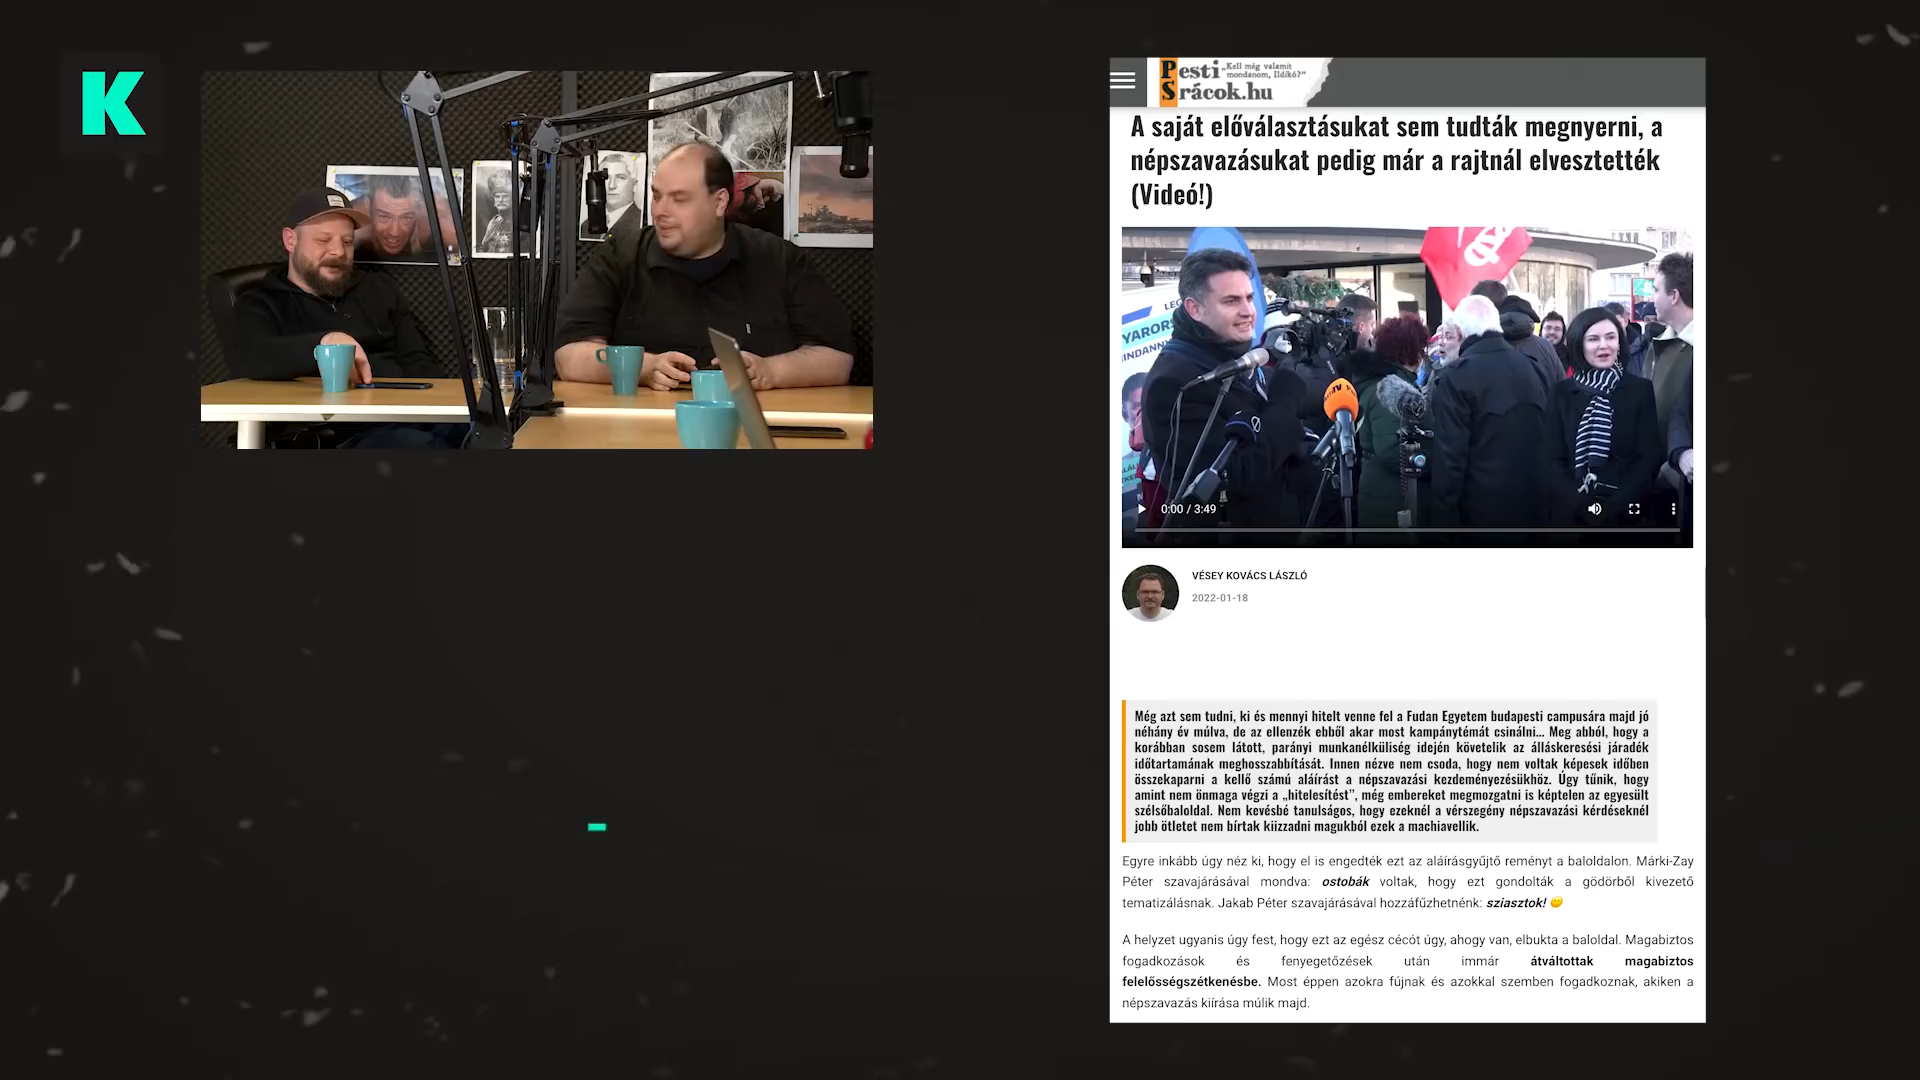 K
Pesti
Srácok.hu
„Kell még valamit
mondanom, Ildikó?”
A saját előválasztásukat sem tudták megnyerni, a
népszavazásukat pedig már a rajtnál elvesztették
(Videó!)
0:00 / 3:49
VÉSEY KOVÁCS LÁSZLÓ
2022-01-18
Még azt sem tudni, ki és mennyi hitelt venne fel a Fudan Egyetem budapesti campusára majd jó
néhány év múlva, de az ellenzék ebből akar most kampánytémát csinálni... Meg abból, hogy a
korábban sosem látott, parányi munkanélküliség idején követelik az álláskeresési járadék
időtartamának meghosszabbítását. Innen nézve nem csoda, hogy nem voltak képesek időben
összekaparni a kellő számú aláírást a népszavazási kezdeményezésükhöz. Úgy tűnik, hogy
amint nem önmaga végzi a „hitelesítést”, még embereket megmozgatni is képtelen az egyesült
szélsőbaloldal. Nem kevésbé tanulságos, hogy ezeknél a vérszegény népszavazási kérdéseknél
jobb ötletet nem bírtak kiizzadni magukból ezek a machiavellik.
Egyre inkább úgy néz ki, hogy el is engedték ezt az aláírásgyűjtő reményt a baloldalon. Márki-Zay
Péter szavajárásával mondva: ostobák voltak, hogy ezt gondolták a gödörből kivezető
tematizálásnak. Jakab Péter szavajárásával hozzáfűzhetnénk: sziasztok! 🙂
A helyzet ugyanis úgy fest, hogy ezt az egész cécót úgy, ahogy van, elbukta a baloldal. Magabiztos
fogadkozások és fenyegetőzések után immár átváltottak magabiztos
felelősségszétkenésbe. Most éppen azokra fújnak és azokkal szemben fogadkoznak, akiken a
népszavazás kiírása múlik majd.